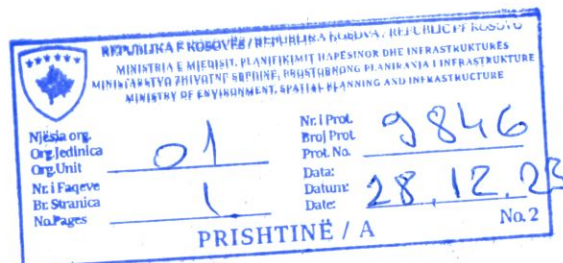 REPUBLIKA E KOSOVËS / REPUBLIKA KOSOVA / REPUBLIC OF KOSOVO
MINISTRIA E MJEDISIT, PLANIFIKIMIT HAPËSINOR DHE INFRASTRUKTURËS
MINISTARSTVO ŽIVOTNE SREDINE, PROSTORNOG PLANIRANJA I INFRASTRUKTURE
MINISTRY OF ENVIRONMENT, SPATIAL PLANNING AND INFRASTRUCTURE
Njësia org.
Org.Jedinica
Org.Unit
01
Nr. i Prot.
Broj Prot.
Prot. No.
9846
Nr. i Faqeve
Br. Stranica
No.Pages
1
Data:
Datum:
Date:
28.12.23
PRISHTINË / A
No. 2